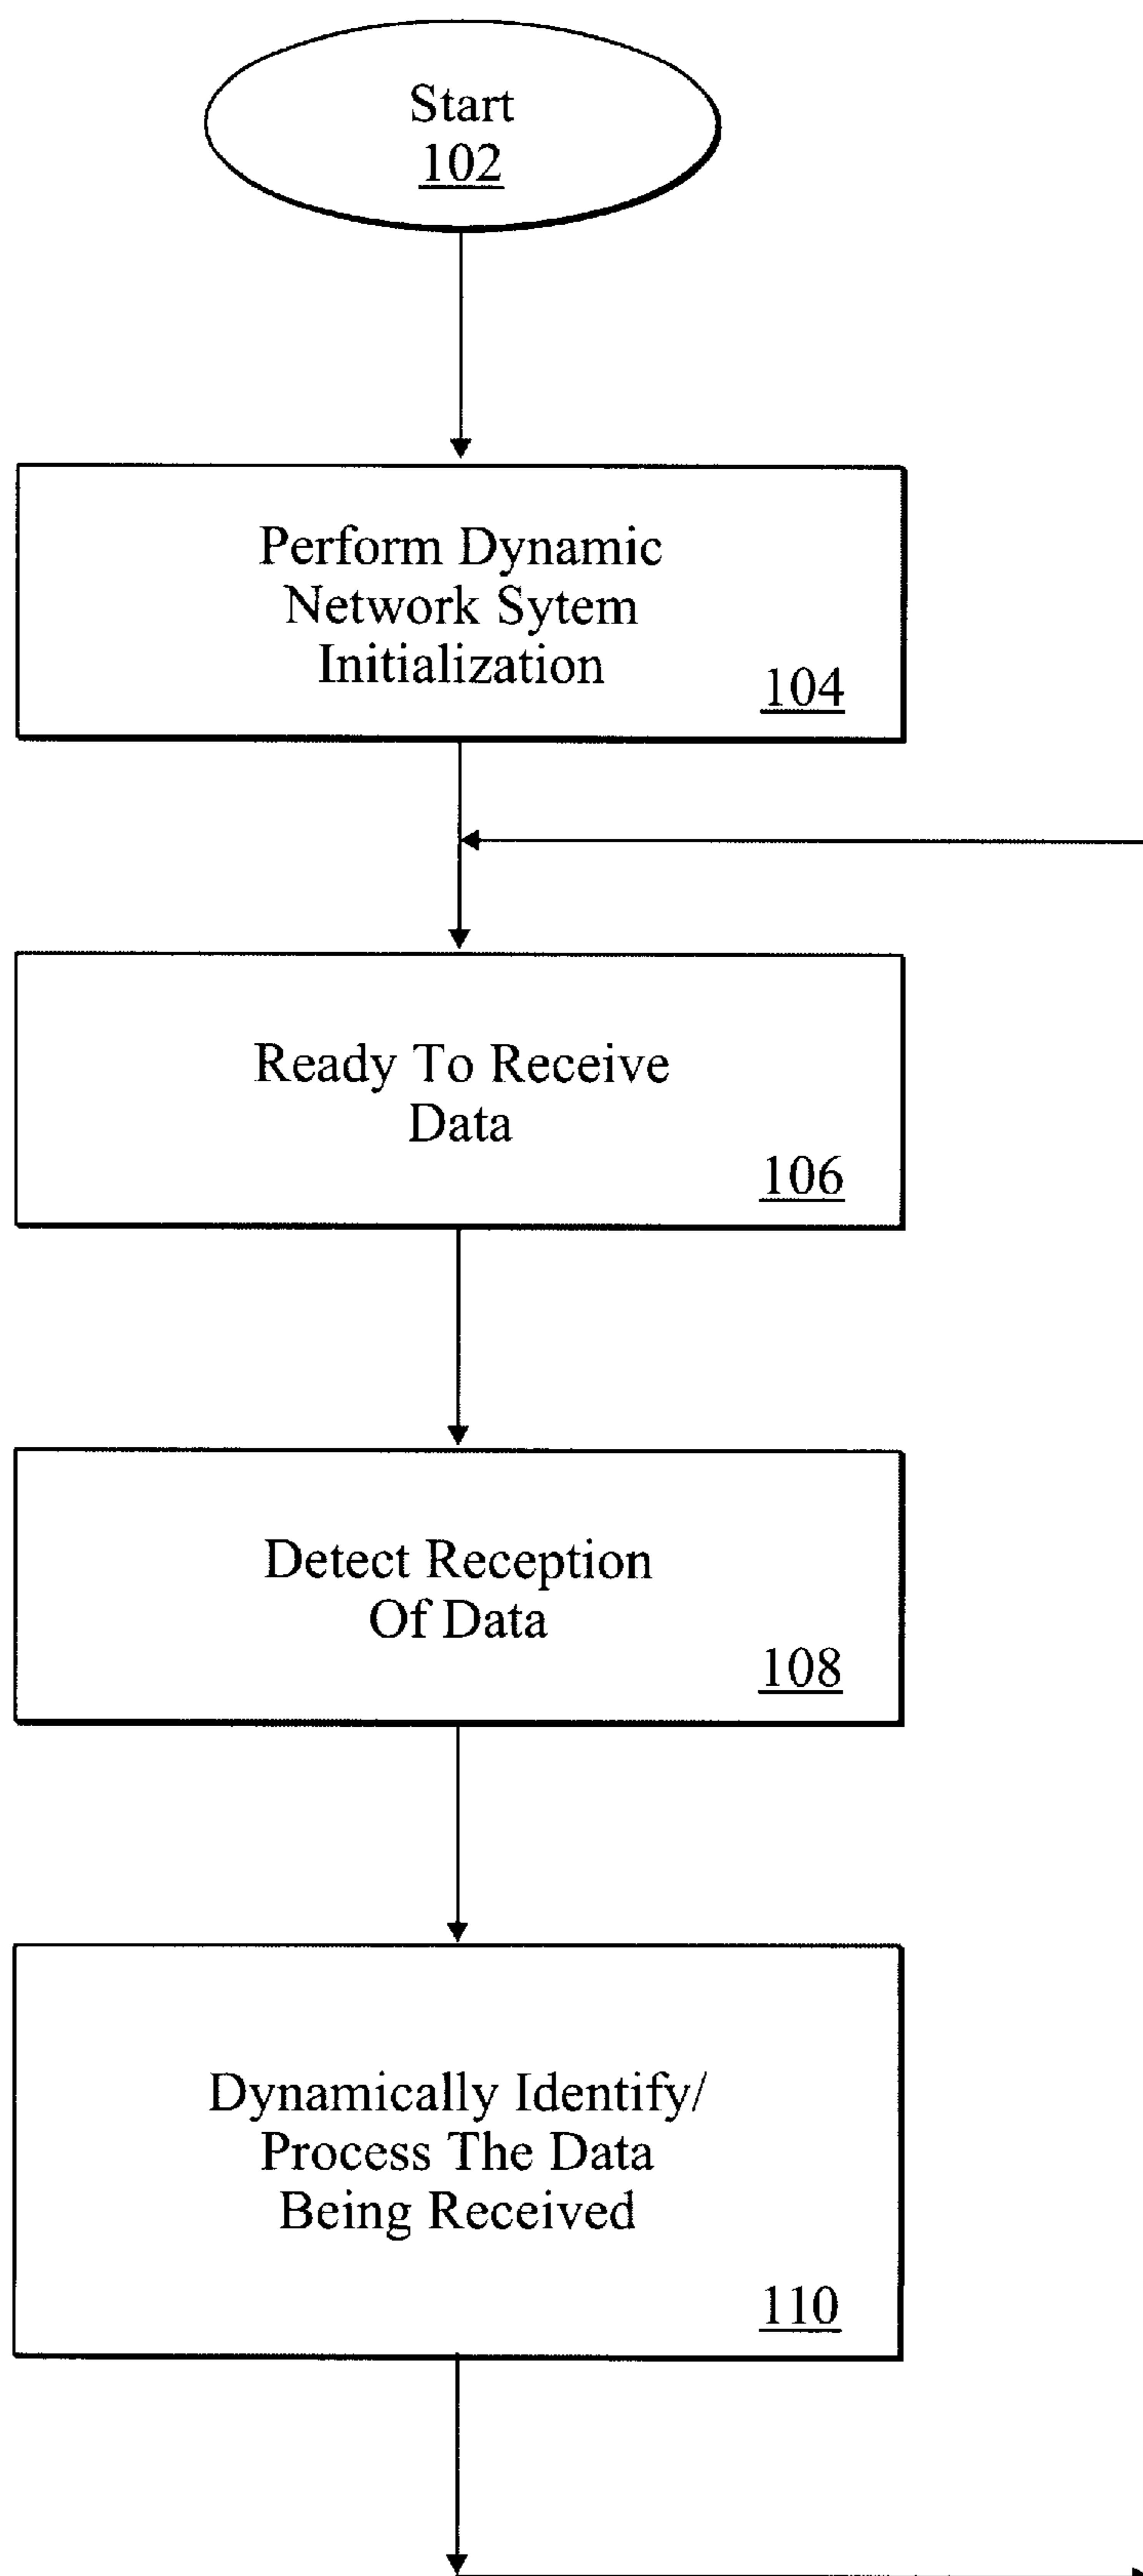 Start
102
Perform Dynamic
Network Sytem
Initialization
104
Ready To Receive
Data
106
Detect Reception
Of Data
108
Dynamically Identify/
Process The Data
Being Received
110